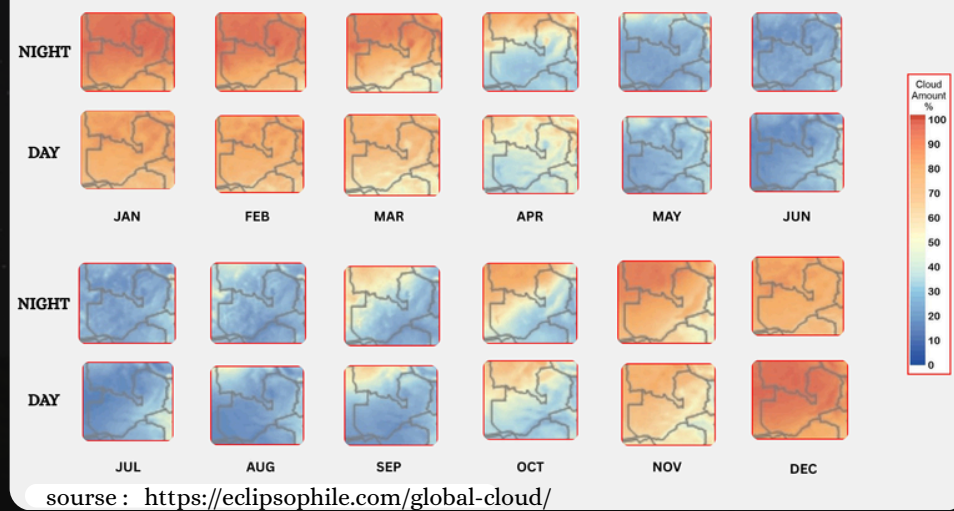 NIGHT
DAY
JAN FEB MAR APR MAY JUN
NIGHT
DAY
JUL AUG SEP OCT NOV DEC
Cloud
Amount
%
100
90
80
70
60
50
40
30
20
10
0
sourse : https://eclipsophile.com/global-cloud/